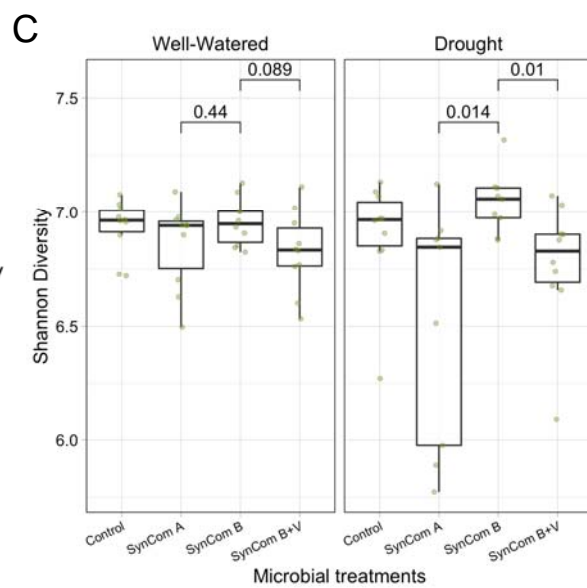 C
Well-Watered
Drought
0.089
0.01
0.44
0.014
7.5
7.0
6.5
6.0
Shannon Diversity
Control
SynCom A
SynCom B
SynCom B+V
Control
SynCom A
SynCom B
SynCom B+V
Microbial treatments